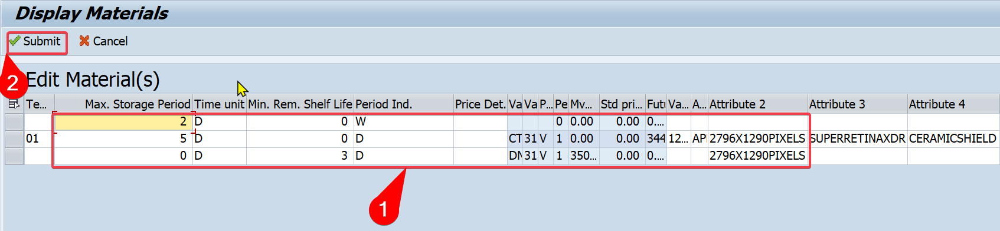 Display Materials
Submit Cancel
2 Edit Material(s)
Te... Max. Storage Period Time unit Min. Rem. Shelf Life Period Ind. Price Det. Va Va P... Pe Mv... Std pri... Futu Va... A... Attribute 2 Attribute 3 Attribute 4
2 D 0 W 0 0.00 0.00 0....
01 5 D 0 D CT 31 V 1 0.00 0.00 344 12... AP 2796X1290PIXELS SUPERRETINAXDR CERAMICSHIELD
0 D 3 D DN 31 V 1 350... 0.00 0.... 2796X1290PIXELS
1